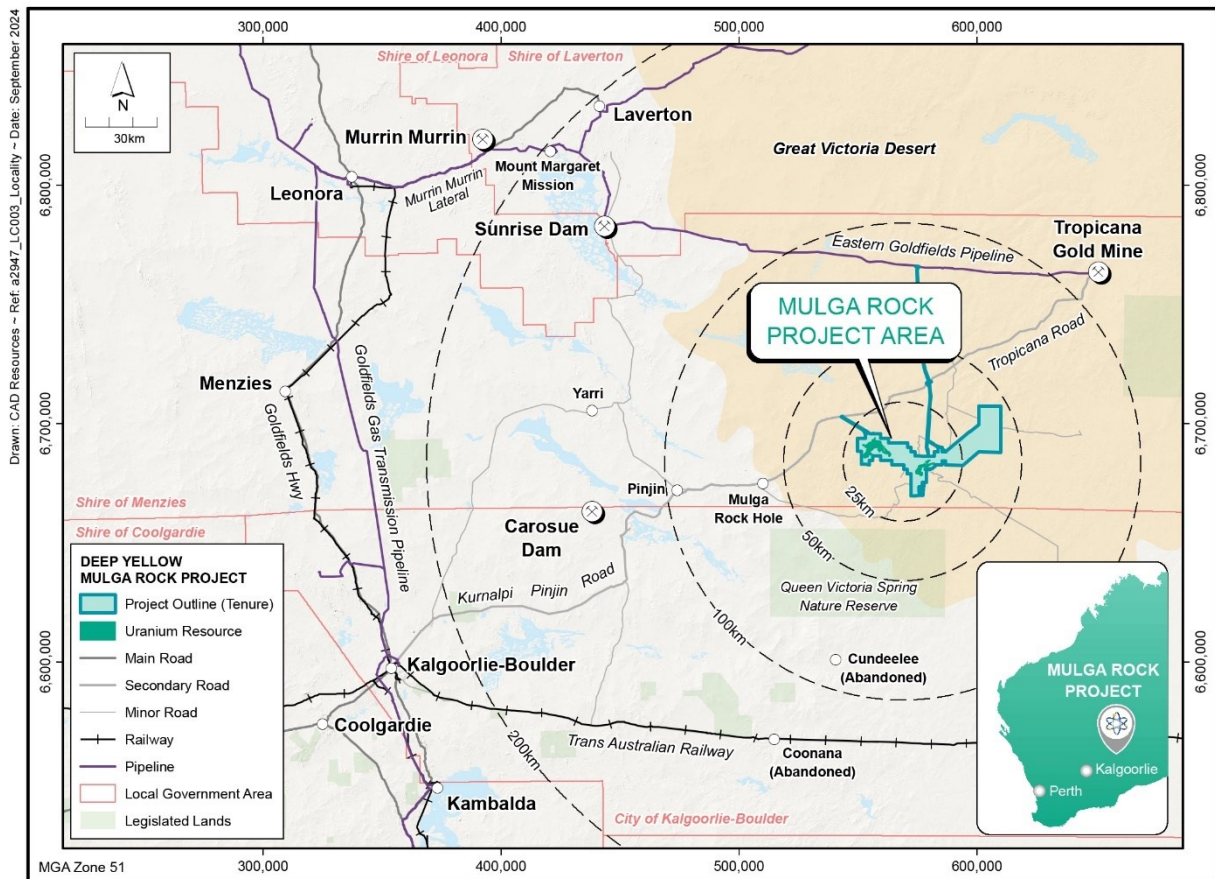 Drawn: CAD Resources ~ Ref: a2947_LC003_Locality ~ Date: September 2024
300,000
400,000
500,000
600,000
N
30km
Shire of Leonora
Shire of Laverton
Laverton
Murrin Murrin
Mount Margaret
Mission
Great Victoria Desert
6,800,000
6,800,000
Leonora
Murrin Murrin
Lateral
Sunrise Dam
Eastern Goldfields Pipeline
Tropicana
Gold Mine
MULGA ROCK
PROJECT AREA
Tropicana Road
Menzies
Goldfields Gas Transmission Pipeline
Goldfields Hwy
Yarri
6,700,000
6,700,000
Pinjin
Mulga
Rock Hole
25km
50km
100km
200km
Shire of Menzies
Shire of Coolgardie
Carosue
Dam
Kurnalpi Pinjin Road
Queen Victoria Spring
Nature Reserve
DEEP YELLOW
MULGA ROCK PROJECT
Project Outline (Tenure)
Uranium Resource
Main Road
Secondary Road
Minor Road
Railway
Pipeline
Local Government Area
Legislated Lands
6,600,000
6,600,000
Kalgoorlie-Boulder
Cundeelee
(Abandoned)
Coolgardie
Trans Australian Railway
Coonana
(Abandoned)
Kambalda
City of Kalgoorlie-Boulder
MULGA ROCK
PROJECT
Kalgoorlie
Perth
MGA Zone 51
300,000
400,000
500,000
600,000